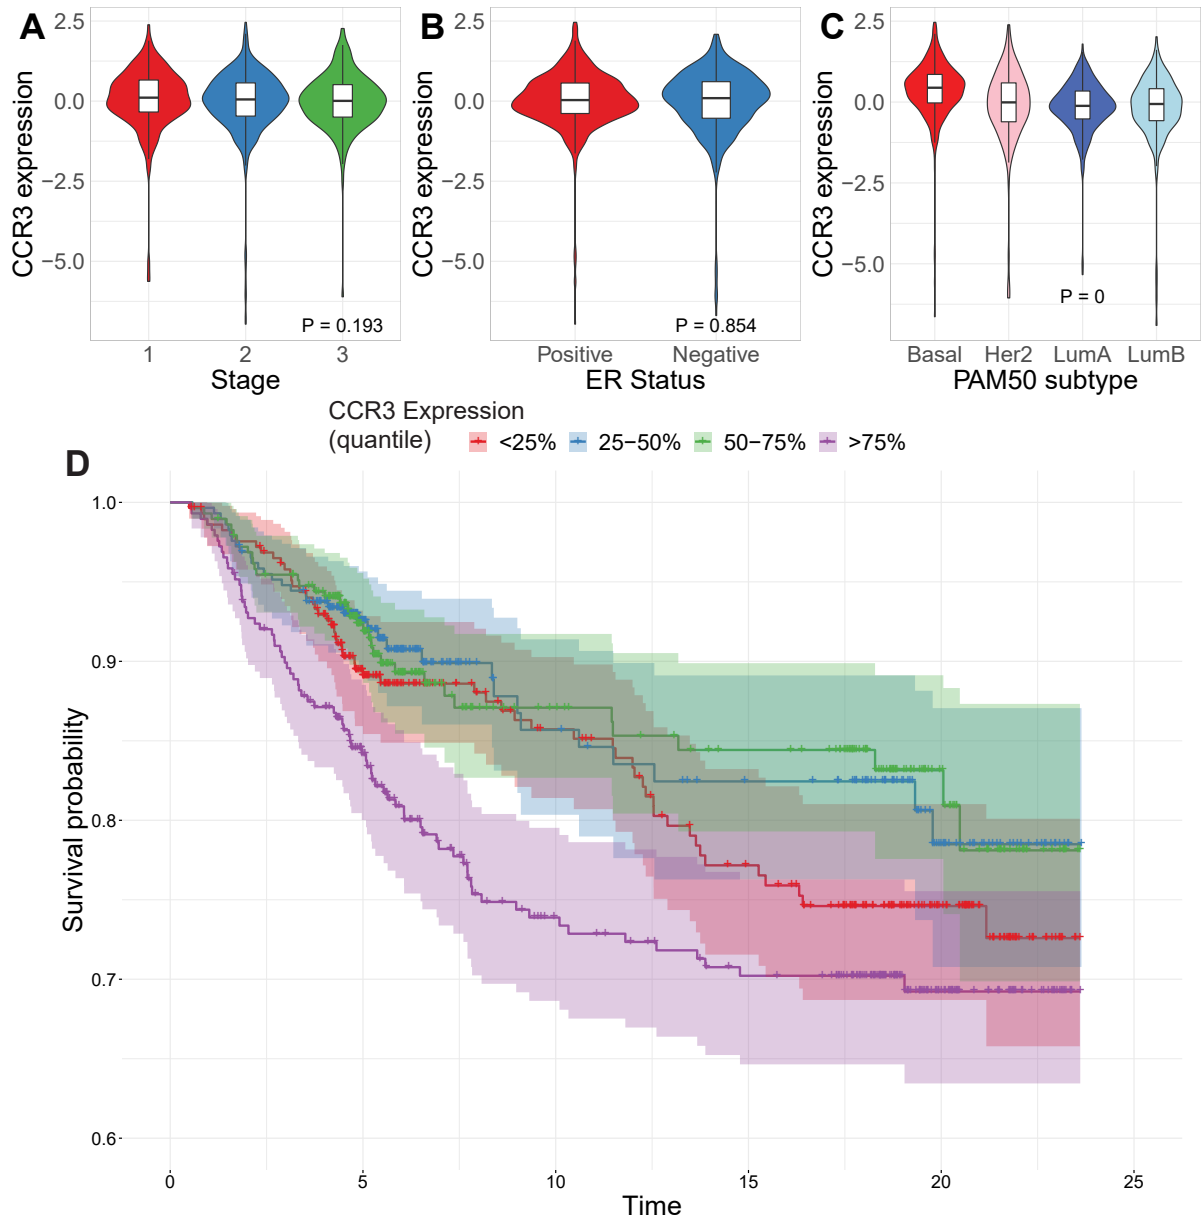 A
CCR3 expression
2.5
0.0
−2.5
−5.0
P = 0.193
1 2 3
Stage
B
CCR3 expression
2.5
0.0
−2.5
−5.0
P = 0.854
Positive Negative
ER Status
C
CCR3 expression
2.5
0.0
−2.5
−5.0
P = 0
Basal Her2 LumA LumB
PAM50 subtype
CCR3 Expression
(quantile)
<25% 25−50% 50−75% >75%
D
Survival probability
1.0
0.9
0.8
0.7
0.6
0 5 10 15 20 25
Time